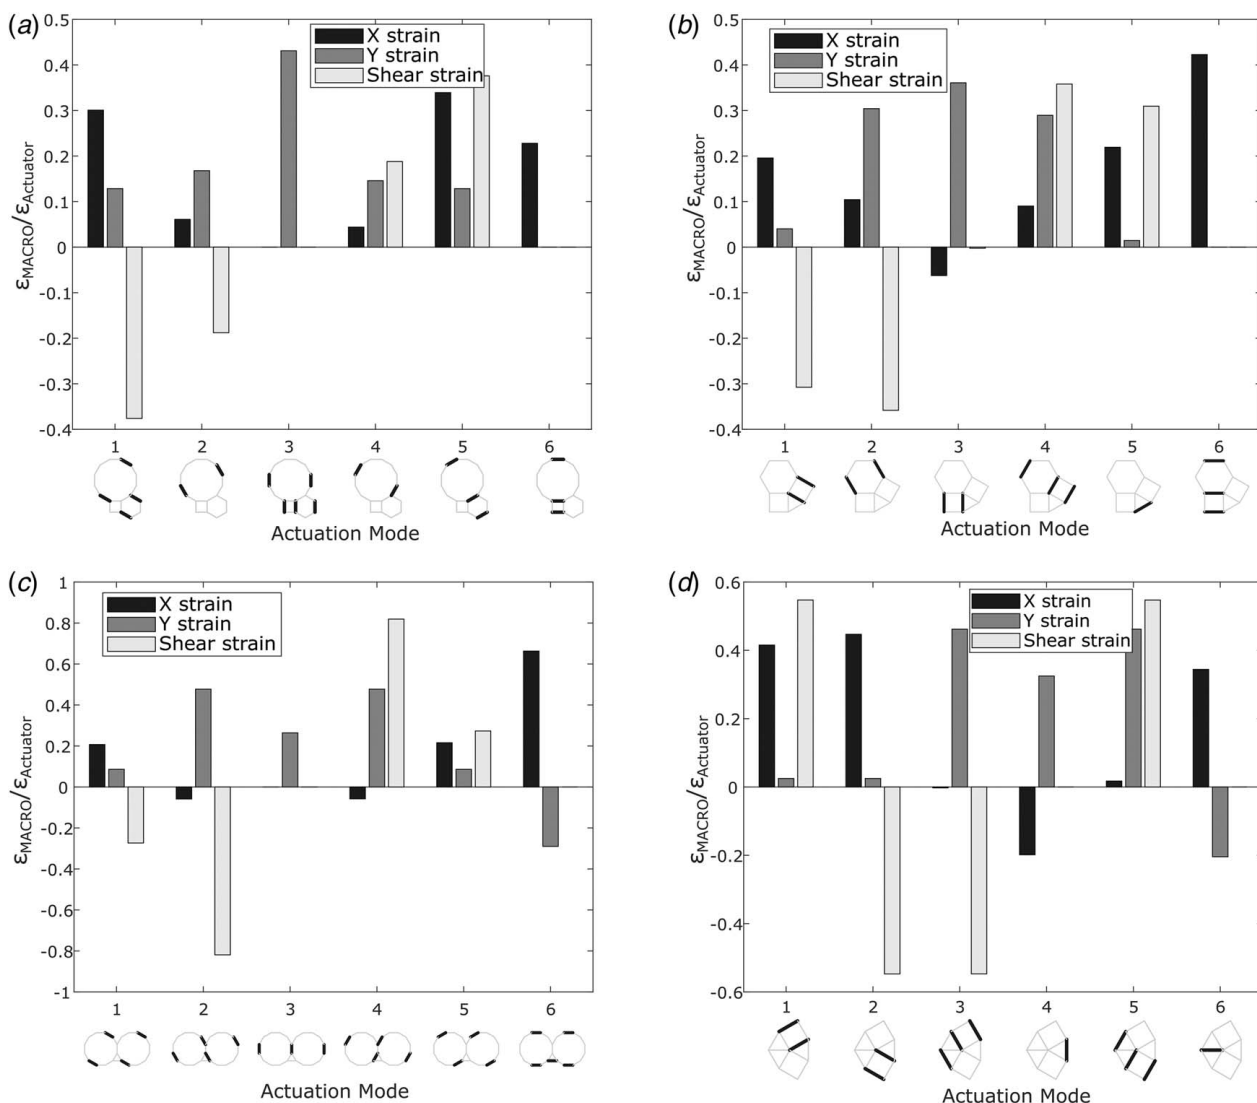 (a)
0.5
0.4
0.3
0.2
0.1
0
-0.1
-0.2
-0.3
-0.4
εMACRO/εActuator
X strain
Y strain
Shear strain
1 2 3 4 5 6
Actuation Mode
(b)
0.5
0.4
0.3
0.2
0.1
0
-0.1
-0.2
-0.3
-0.4
εMACRO/εActuator
X strain
Y strain
Shear strain
1 2 3 4 5 6
Actuation Mode
(c)
1
0.8
0.6
0.4
0.2
0
-0.2
-0.4
-0.6
-0.8
-1
εMACRO/εActuator
X strain
Y strain
Shear strain
1 2 3 4 5 6
Actuation Mode
(d)
0.6
0.4
0.2
0
-0.2
-0.4
-0.6
εMACRO/εActuator
X strain
Y strain
Shear strain
1 2 3 4 5 6
Actuation Mode